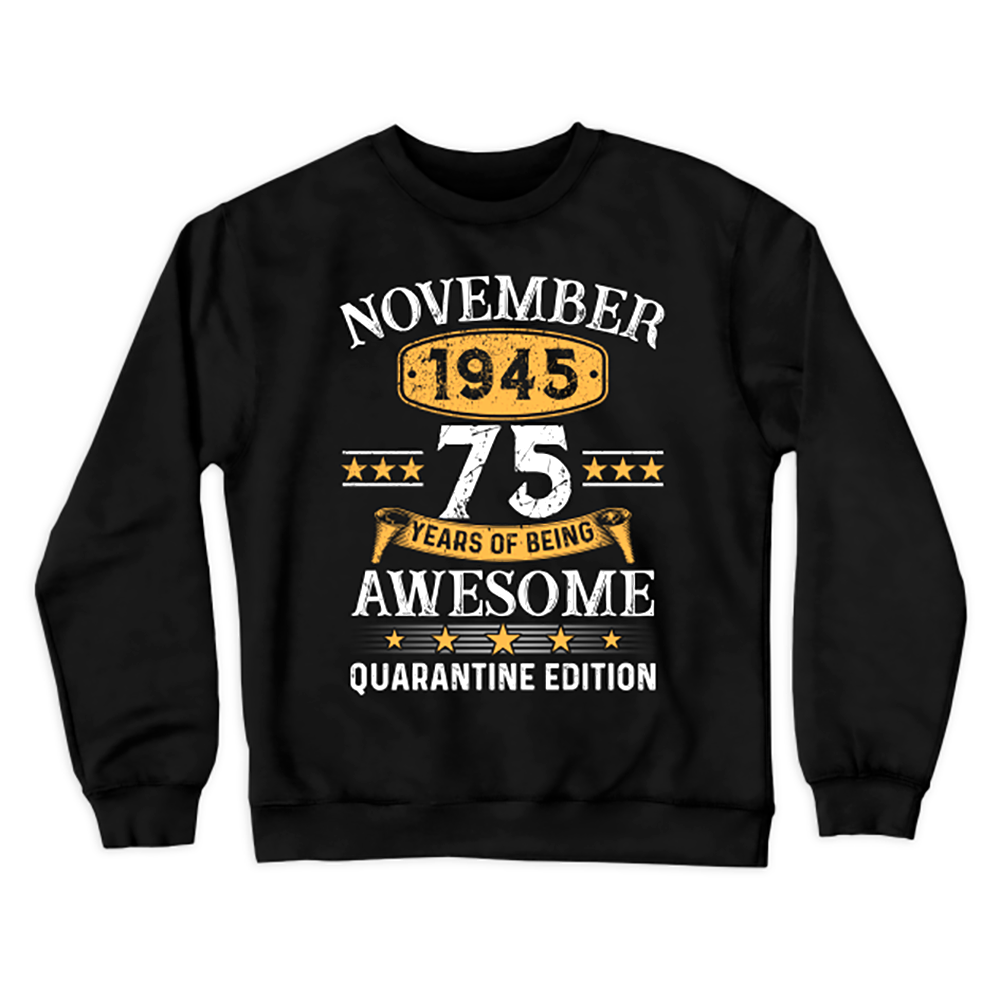 NOVEMBER
1945
75
YEARS OF BEING
AWESOME
QUARANTINE EDITION